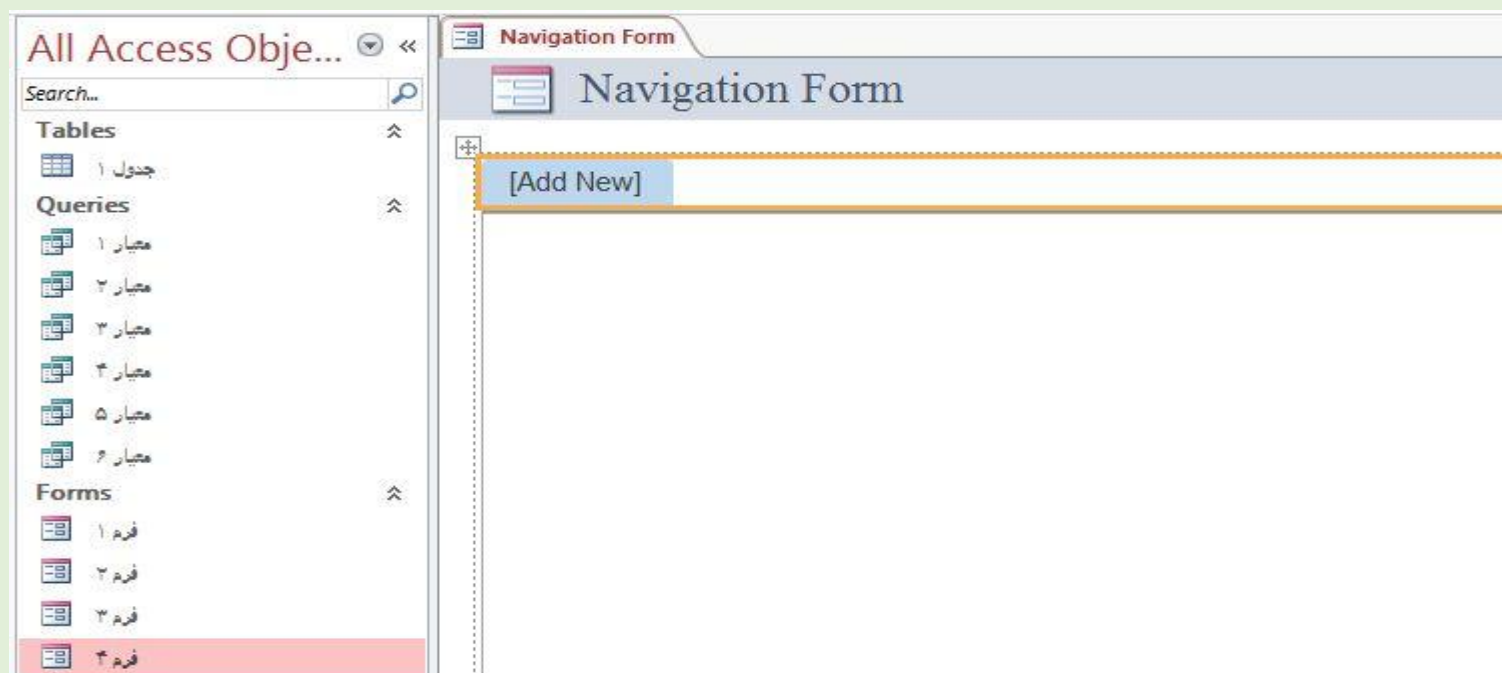 All Access Obje...
Search...
Tables
جدول ۱
Queries
معیار ۱
معیار ۲
معیار ۳
معیار ۴
معیار ۵
معیار ۶
Forms
فرم ۱
فرم ۲
فرم ۳
فرم ۴
Navigation Form
Navigation Form
[Add New]